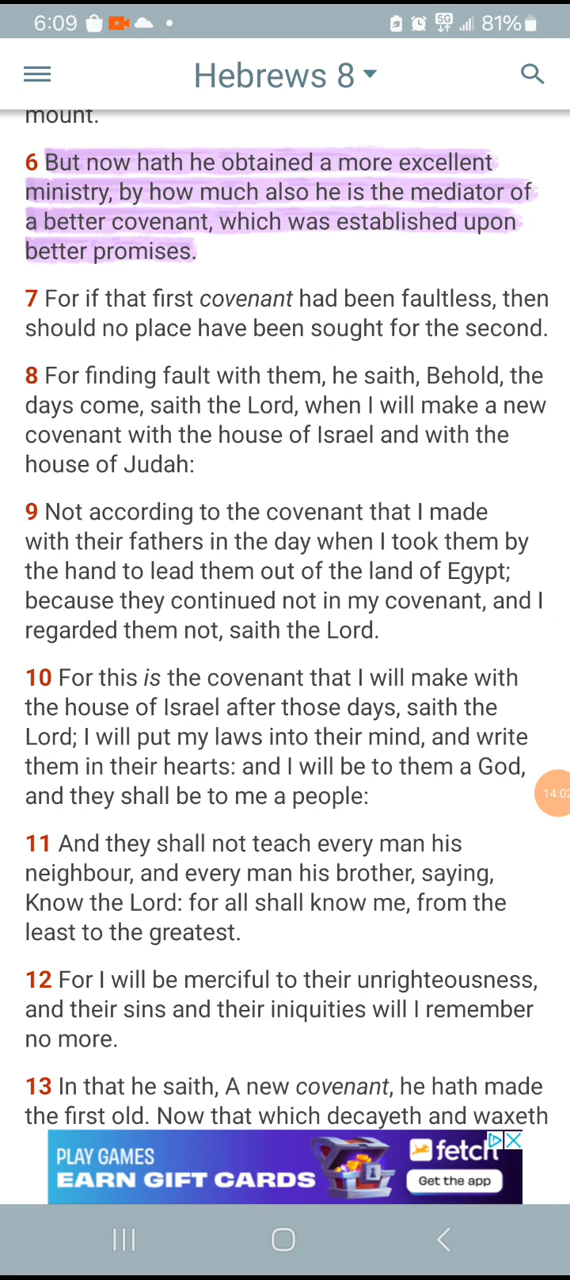 6:09
5G
81%
Hebrews 8
mount.
6 But now hath he obtained a more excellent
ministry, by how much also he is the mediator of
a better covenant, which was established upon
better promises.
7 For if that first covenant had been faultless, then
should no place have been sought for the second.
8 For finding fault with them, he saith, Behold, the
days come, saith the Lord, when I will make a new
covenant with the house of Israel and with the
house of Judah:
9 Not according to the covenant that I made
with their fathers in the day when I took them by
the hand to lead them out of the land of Egypt;
because they continued not in my covenant, and I
regarded them not, saith the Lord.
10 For this is the covenant that I will make with
the house of Israel after those days, saith the
Lord; I will put my laws into their mind, and write
them in their hearts: and I will be to them a God,
and they shall be to me a people:
14:02
11 And they shall not teach every man his
neighbour, and every man his brother, saying,
Know the Lord: for all shall know me, from the
least to the greatest.
12 For I will be merciful to their unrighteousness,
and their sins and their iniquities will I remember
no more.
13 In that he saith, A new covenant, he hath made
the first old. Now that which decayeth and waxeth
PLAY GAMES
EARN GIFT CARDS
fetch
Get the app